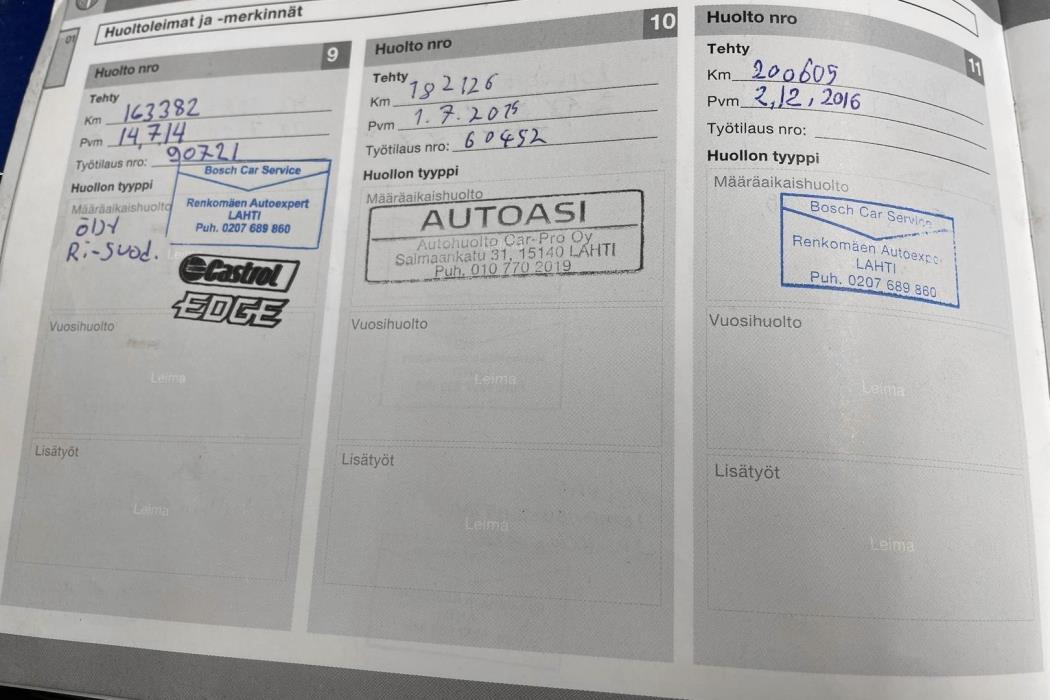 01
Huoltoleimat ja -merkinnät
Huolto nro 9
Tehty
Km 163382
Pvm 14,7.14
Työtilaus nro: 90721
Huollon tyyppi
Määräaikaishuolto
öljy
Ri-suod.
Bosch Car Service
Renkomäen Autoexpert
LAHTI
Puh. 0207 689 860
Castrol
EDGE
Vuosihuolto
Leima
Lisätyöt
Leima
Huolto nro 10
Tehty
Km 182126
Pvm 1.7.2015
Työtilaus nro: 60452
Huollon tyyppi
Määräaikaishuolto
AUTOASI
Autohuolto Car-Pro Oy
Saimaankatu 31, 15140 LAHTI
Puh. 010 770 2019
Vuosihuolto
Leima
Lisätyöt
Leima
Huolto nro 11
Tehty
Km 200605
Pvm 2,12,2016
Työtilaus nro:
Huollon tyyppi
Määräaikaishuolto
Bosch Car Service
Renkomäen Autoexpe
LAHTI
Puh. 0207 689 860
Vuosihuolto
Leima
Lisätyöt
Leima